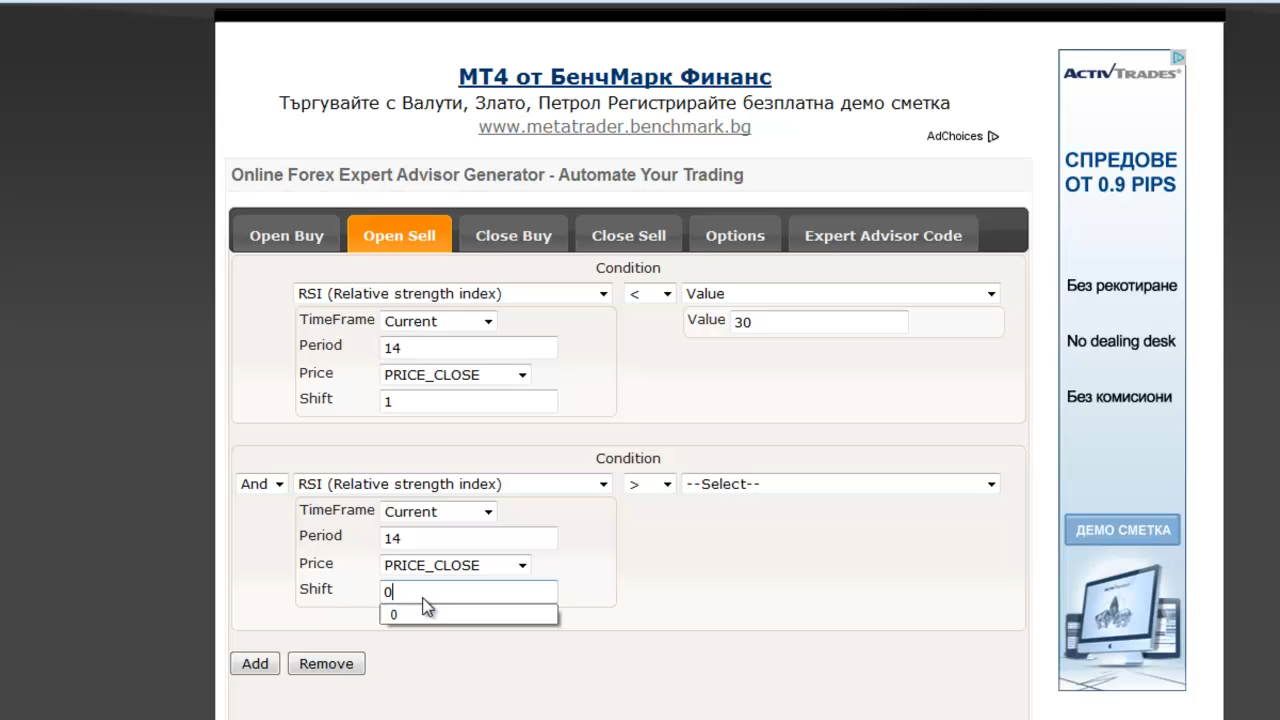 МТ4 от БенчМарк Финанс
Търгувайте с Валути, Злато, Петрол Регистрирайте безплатна демо сметка
www.metatrader.benchmark.bg
AdChoices
Online Forex Expert Advisor Generator - Automate Your Trading
Open Buy Open Sell Close Buy Close Sell Options Expert Advisor Code
Condition
RSI (Relative strength index) < Value
TimeFrame Current Value 30
Period 14
Price PRICE_CLOSE
Shift 1
Condition
And RSI (Relative strength index) > --Select--
TimeFrame Current
Period 14
Price PRICE_CLOSE
Shift 0
0
Add Remove
ACTIVTRADES®
СПРЕДОВЕ
ОТ 0.9 PIPS
Без рекотиране
No dealing desk
Без комисиони
ДЕМО СМЕТКА